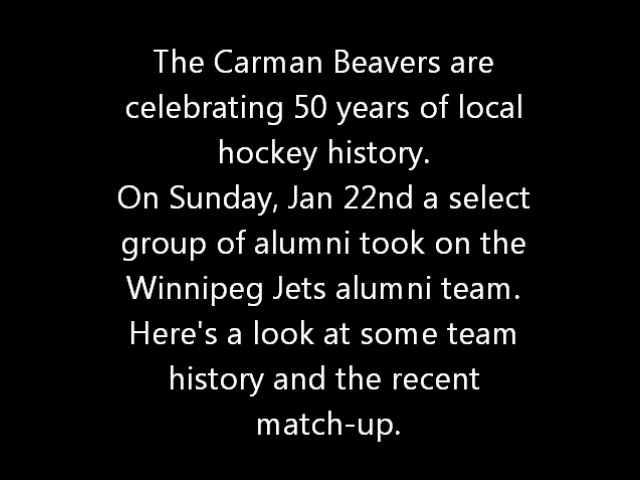 The Carman Beavers are
celebrating 50 years of local
hockey history.
On Sunday, Jan 22nd a select
group of alumni took on the
Winnipeg Jets alumni team.
Here's a look at some team
history and the recent
match-up.